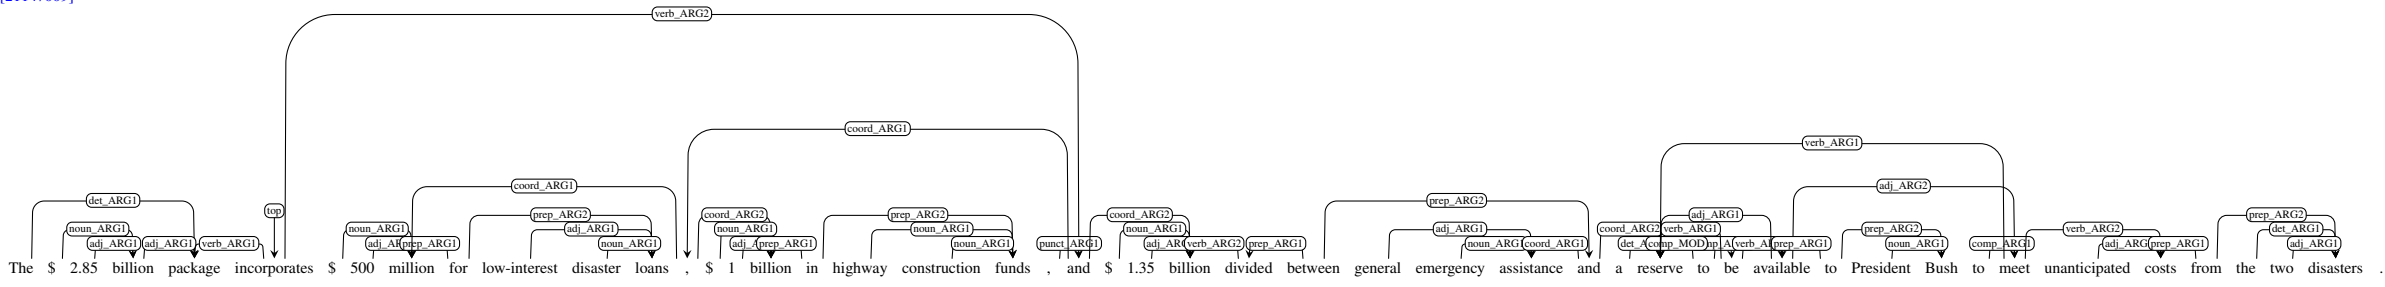 verb_ARG2
coord_ARG1
verb_ARG1
coord_ARG1 adj_ARG2
det_ARG1 prep_ARG2
top coord_ARG2 prep_ARG2 coord_ARG2 adj_ARG1 prep_ARG2
prep_ARG2
noun_ARG1 noun_ARG1 adj_ARG1 noun_ARG1 noun_ARG1 noun_ARG1 adj_ARG1 coord_ARG2 verb_ARG1 prep_ARG2 verb_ARG2 det_ARG1
adj_ARG1 adj_ARG1 verb_ARG1 prep_ARG1 noun_ARG1 prep_ARG1 noun_ARG1 punct_ARG1 verb_ARG2 prep_ARG1 noun_ARG1 coord_ARG1 comp_MOD prep_ARG1 noun_ARG1 comp_ARG1 prep_ARG1 adj_ARG1
The $ 2.85 billion package incorporates $ 500 million for low-interest disaster loans , $ 1 billion in highway construction funds , and $ 1.35 billion divided between general emergency assistance and a reserve to be available to President Bush to meet unanticipated costs from the two disasters .